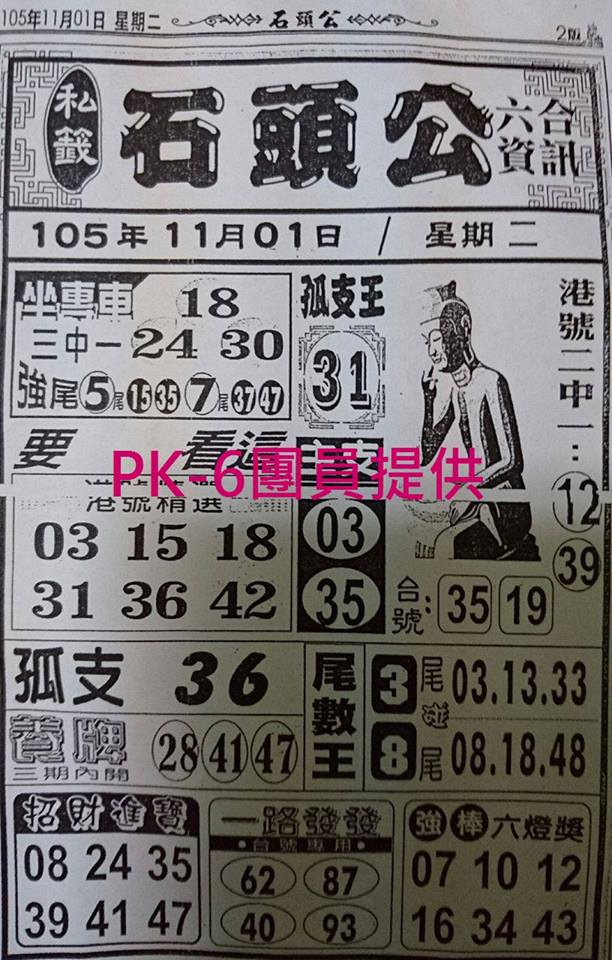 105年11月01日 星期二
石頭公
2版
私籤
石頭公
六合資訊
105年11月01日 / 星期二
坐專車 18
三中一 24 30
強尾 5尾 15 35 7尾 37 47
孤支王
31
港號二中一:
12
39
要 看這
PK-6團員提供
港號精選
03 15 18
31 36 42
03
35
台號: 35 19
孤支 36
養牌
三期內開
28 41 47
尾數王
3尾 03.13.33
碰
8尾 08.18.48
招財進寶
08 24 35
39 41 47
一路發發
•台號專用•
62 87
40 93
強棒六燈獎
07 10 12
16 34 43